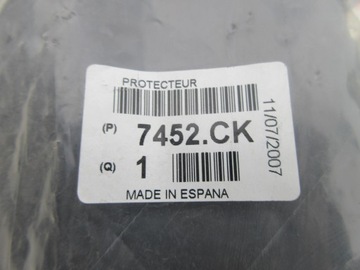 PROTECTEUR
(P) 7452.CK
(Q) 1
MADE IN ESPANA
11/07/2007